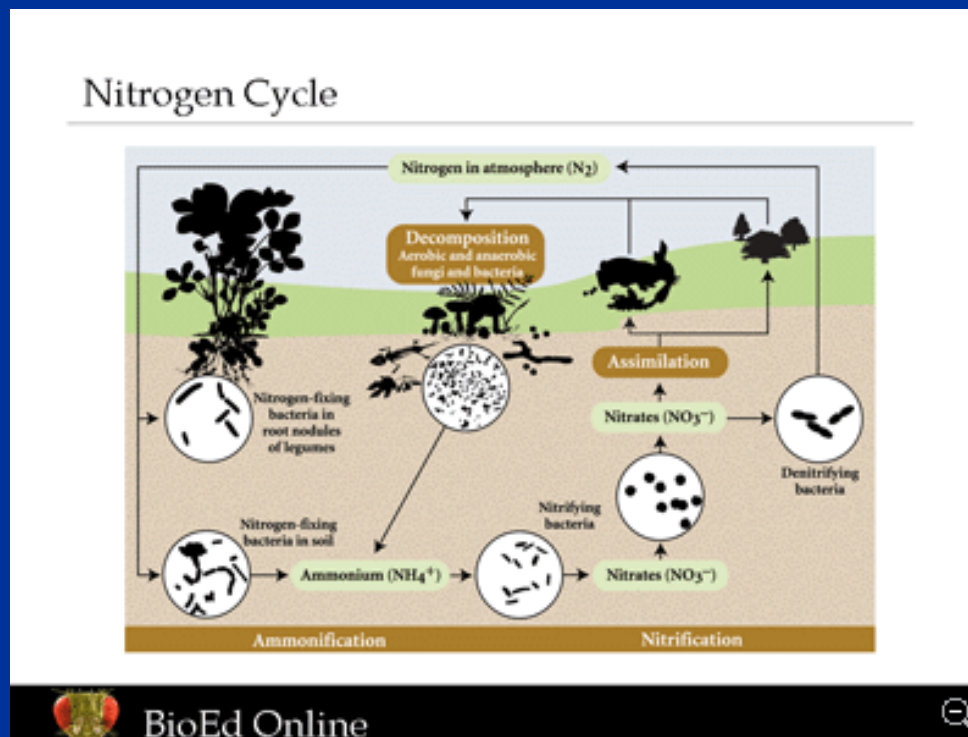 Nitrogen Cycle
Nitrogen in atmosphere (N₂)
Decomposition
Aerobic and anaerobic
fungi and bacteria
Assimilation
Nitrogen-fixing
bacteria in
root nodules
of legumes
Nitrates (NO₃⁻)
Denitrifying
bacteria
Nitrogen-fixing
bacteria in soil
Nitrifying
bacteria
Ammonium (NH₄⁺)
Nitrates (NO₃⁻)
Ammonification
Nitrification
BioEd Online